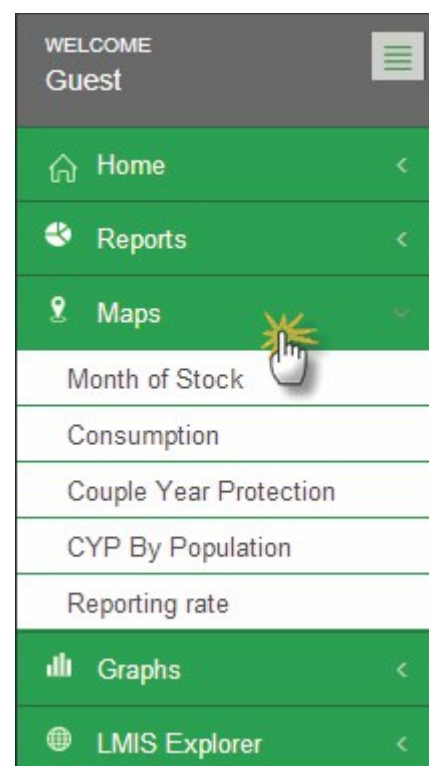 WELCOME
Guest
Home
Reports
Maps
Month of Stock
Consumption
Couple Year Protection
CYP By Population
Reporting rate
Graphs
LMIS Explorer